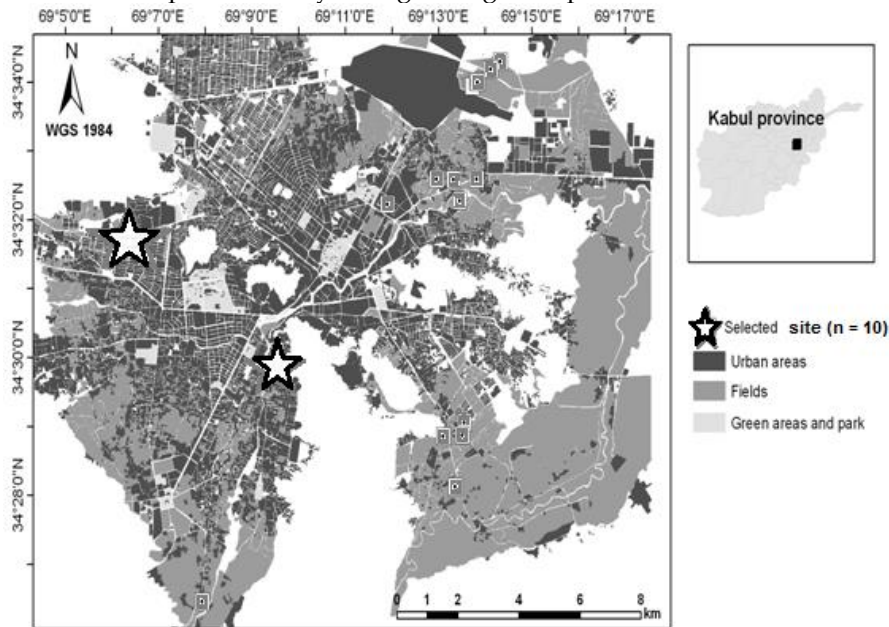 69°5'0"E 69°7'0"E 69°9'0"E 69°11'0"E 69°13'0"E 69°15'0"E 69°17'0"E
N
WGS 1984
34°34'0"N
34°32'0"N
34°30'0"N
34°28'0"N
Kabul province
Selected site (n = 10)
Urban areas
Fields
Green areas and park
0 1 2 4 6 8
km